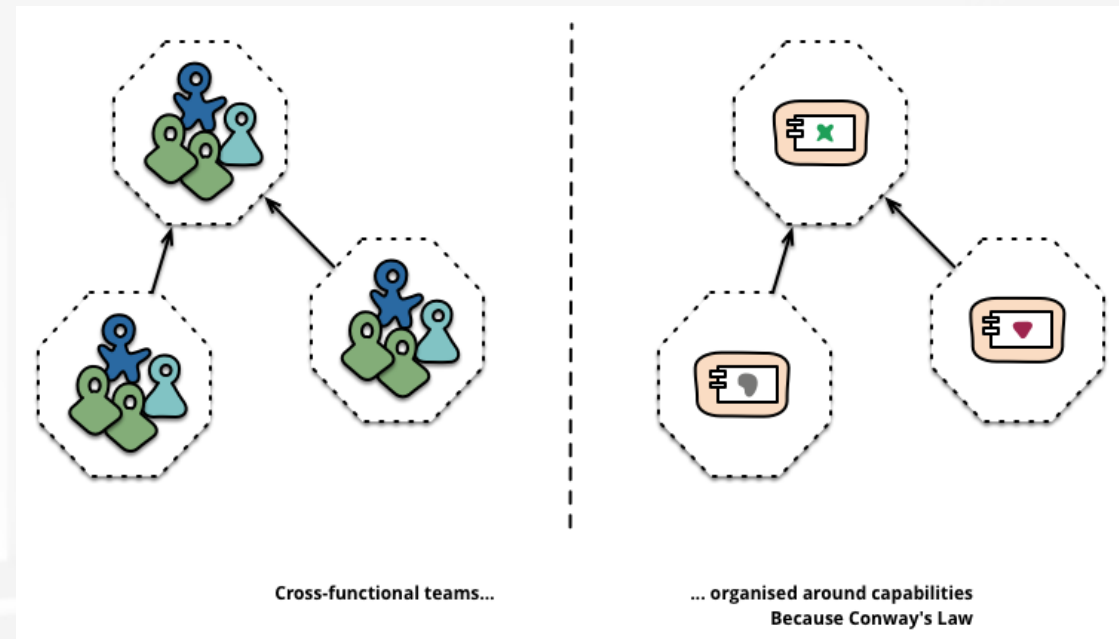 Cross-functional teams...
... organised around capabilities
Because Conway's Law